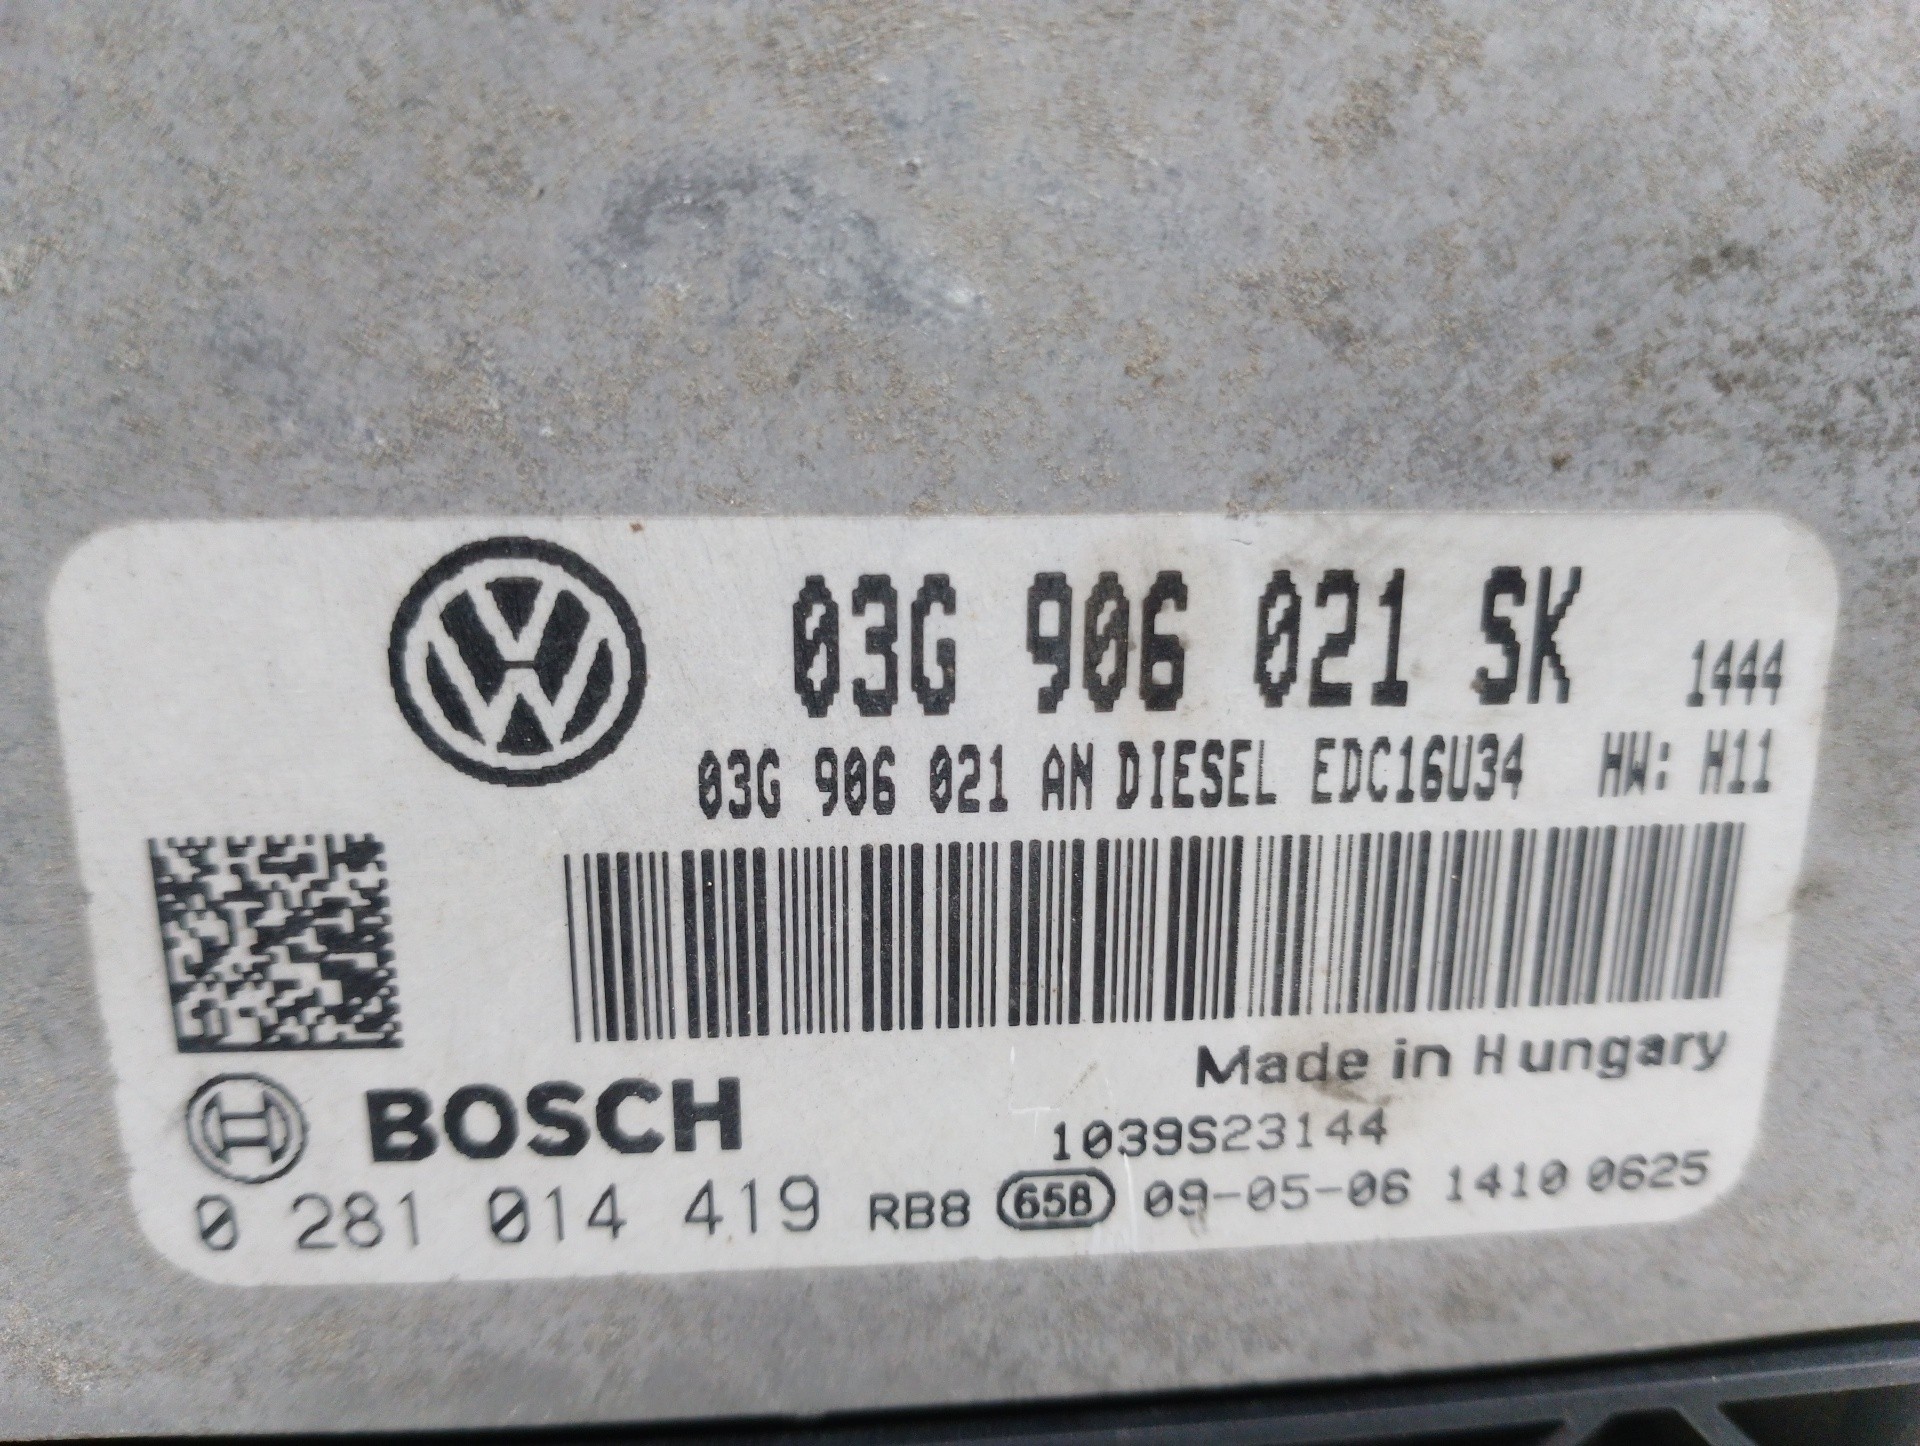 03G 906 021 SK 1444
03G 906 021 AN DIESEL EDC16U34 HW: H11
Made in Hungary
BOSCH
1039S23144
0 281 014 419 RB8 658 09-05-06 1410 0625